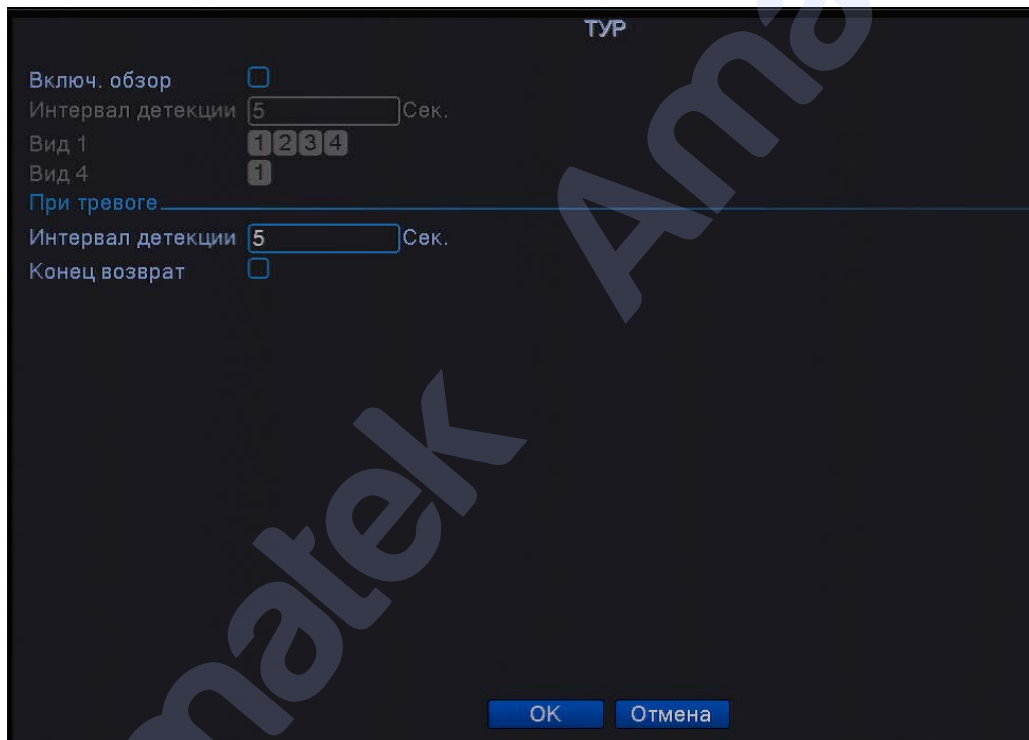 ТУР
Включ. обзор
Интервал детекции 5 Сек.
Вид 1 1 2 3 4
Вид 4 1
При тревоге
Интервал детекции 5 Сек.
Конец возврат
OK Отмена
Amatek